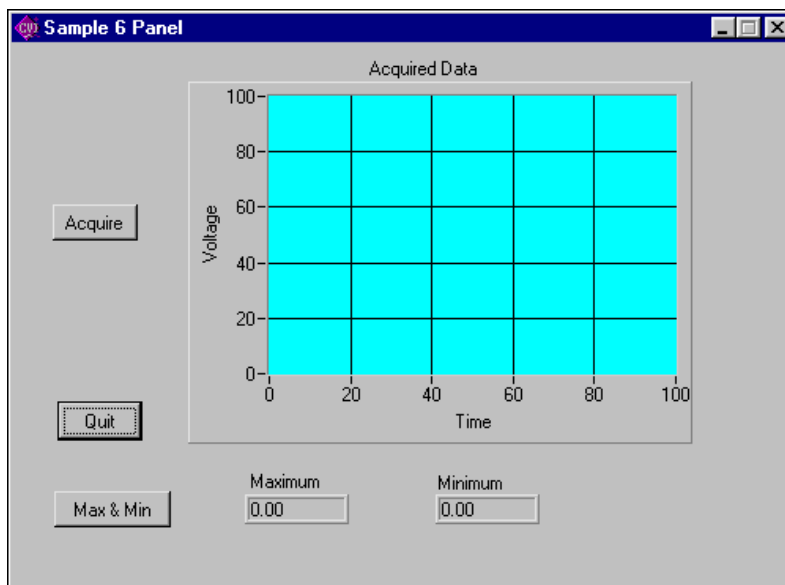 CVI Sample 6 Panel
Acquired Data
100
80
60
40
20
0
Voltage
0 20 40 60 80 100
Time
Acquire
Quit
Max & Min
Maximum
0.00
Minimum
0.00